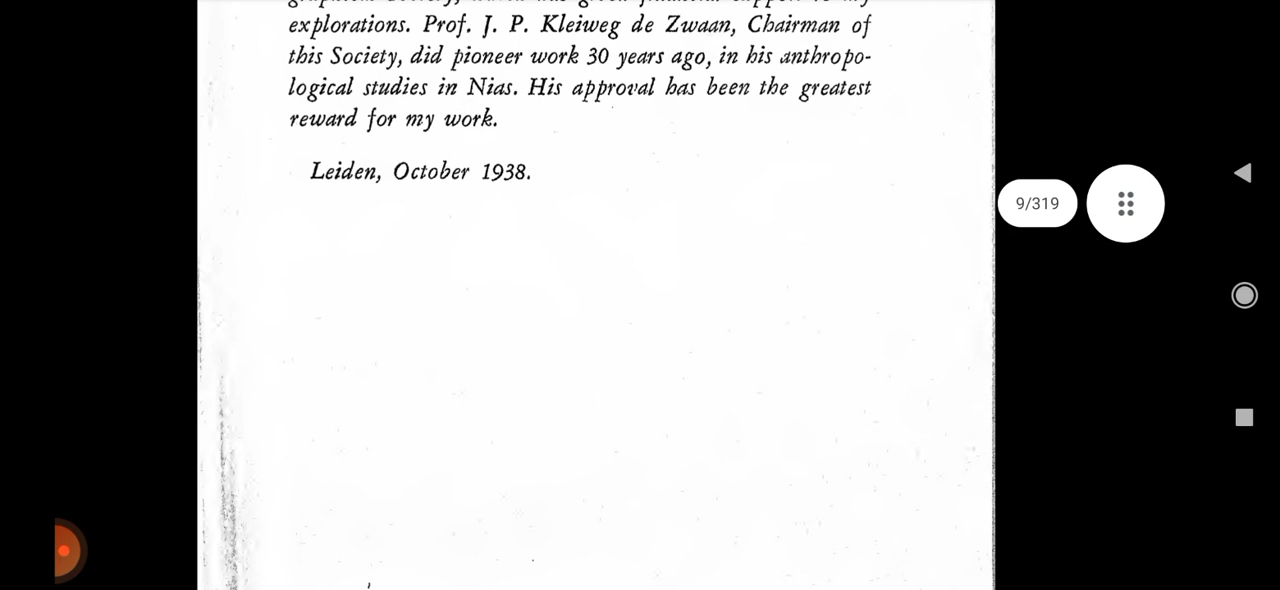 explorations. Prof. J. P. Kleiweg de Zwaan, Chairman of
this Society, did pioneer work 30 years ago, in his anthropo-
logical studies in Nias. His approval has been the greatest
reward for my work.
Leiden, October 1938.
9/319